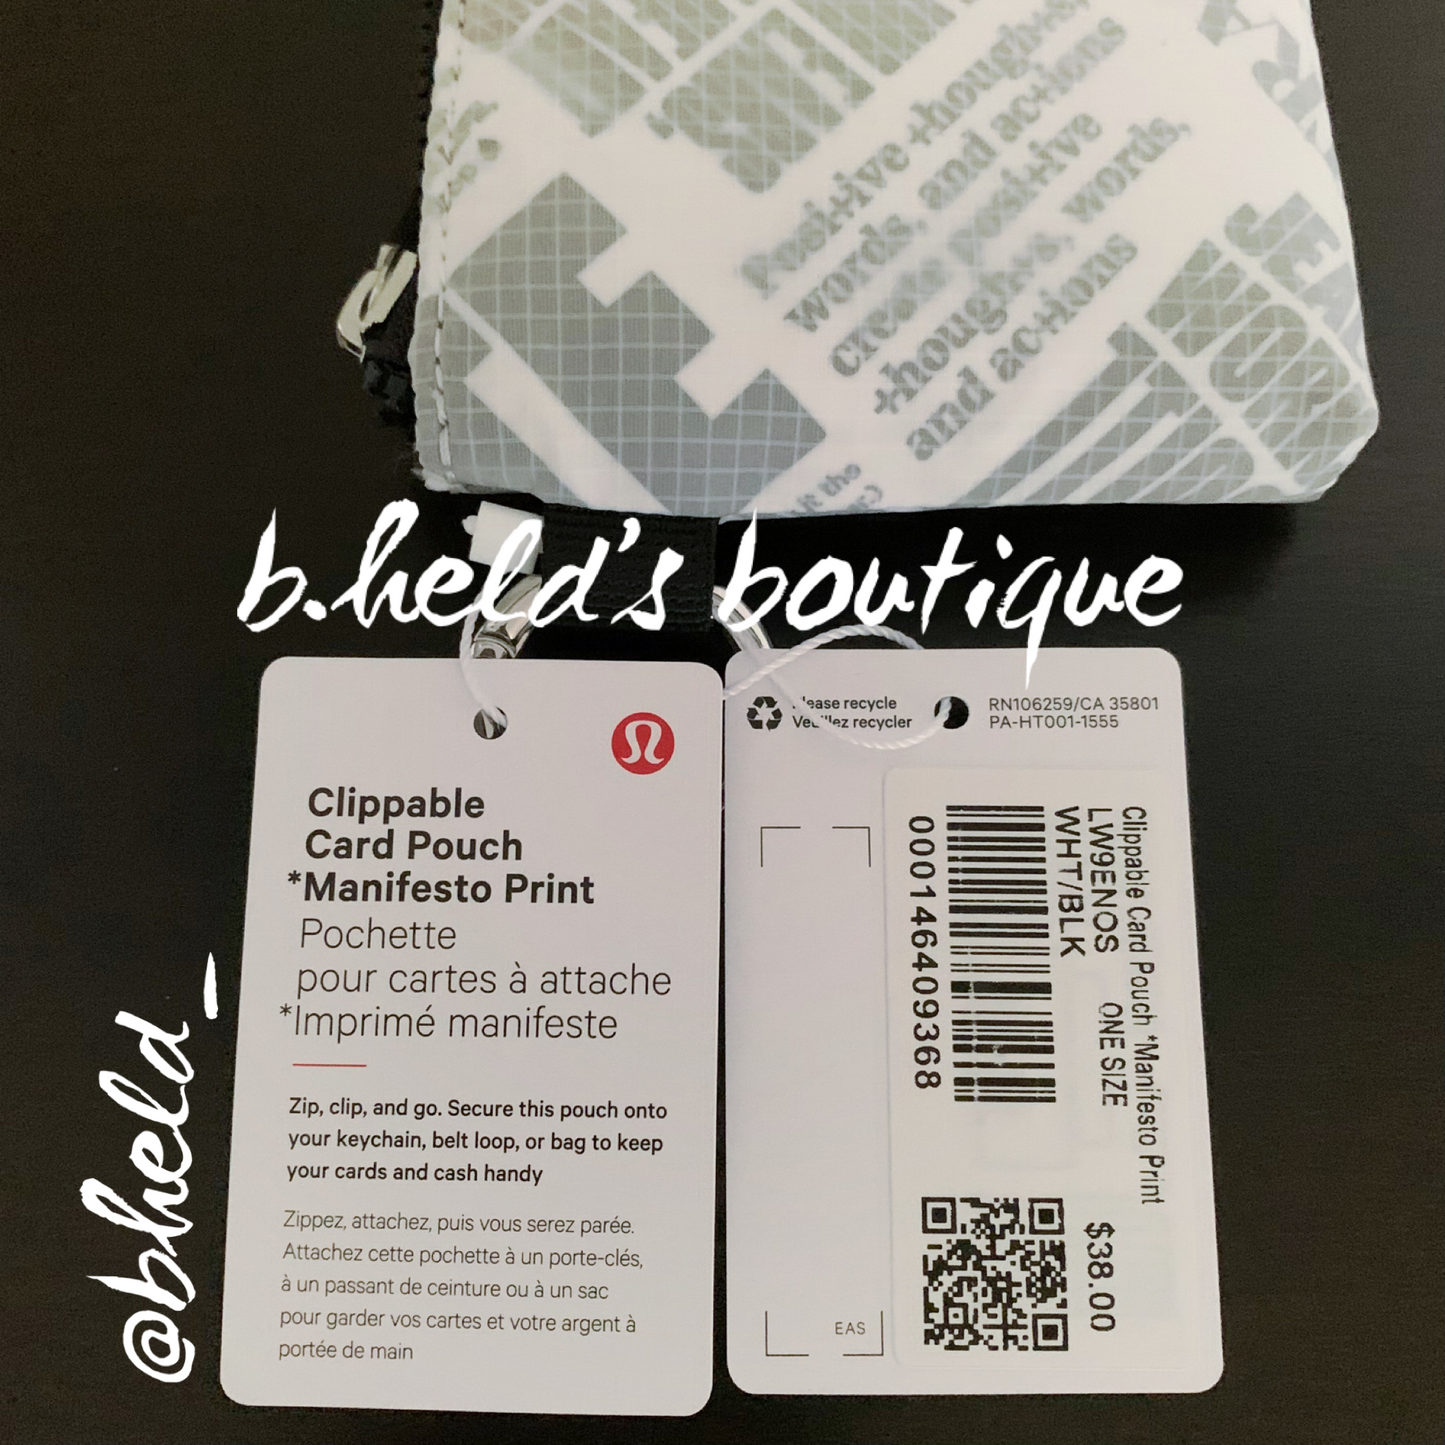 Positive thoughts,
words, and actions
create positive
thoughts, words,
and actions
b.held's boutique
@bheld_
Clippable
Card Pouch
*Manifesto Print
Pochette
pour cartes à attache
*Imprimé manifeste
Zip, clip, and go. Secure this pouch onto
your keychain, belt loop, or bag to keep
your cards and cash handy
Zippez, attachez, puis vous serez parée.
Attachez cette pochette à un porte-clés,
à un passant de ceinture ou à un sac
pour garder vos cartes et votre argent à
portée de main
Please recycle
Veuillez recycler
RN106259/CA 35801
PA-HT001-1555
Clippable Card Pouch *Manifesto Print
LW9ENOS ONE SIZE
WHT/BLK
0001464093​68
$38.00
EAS